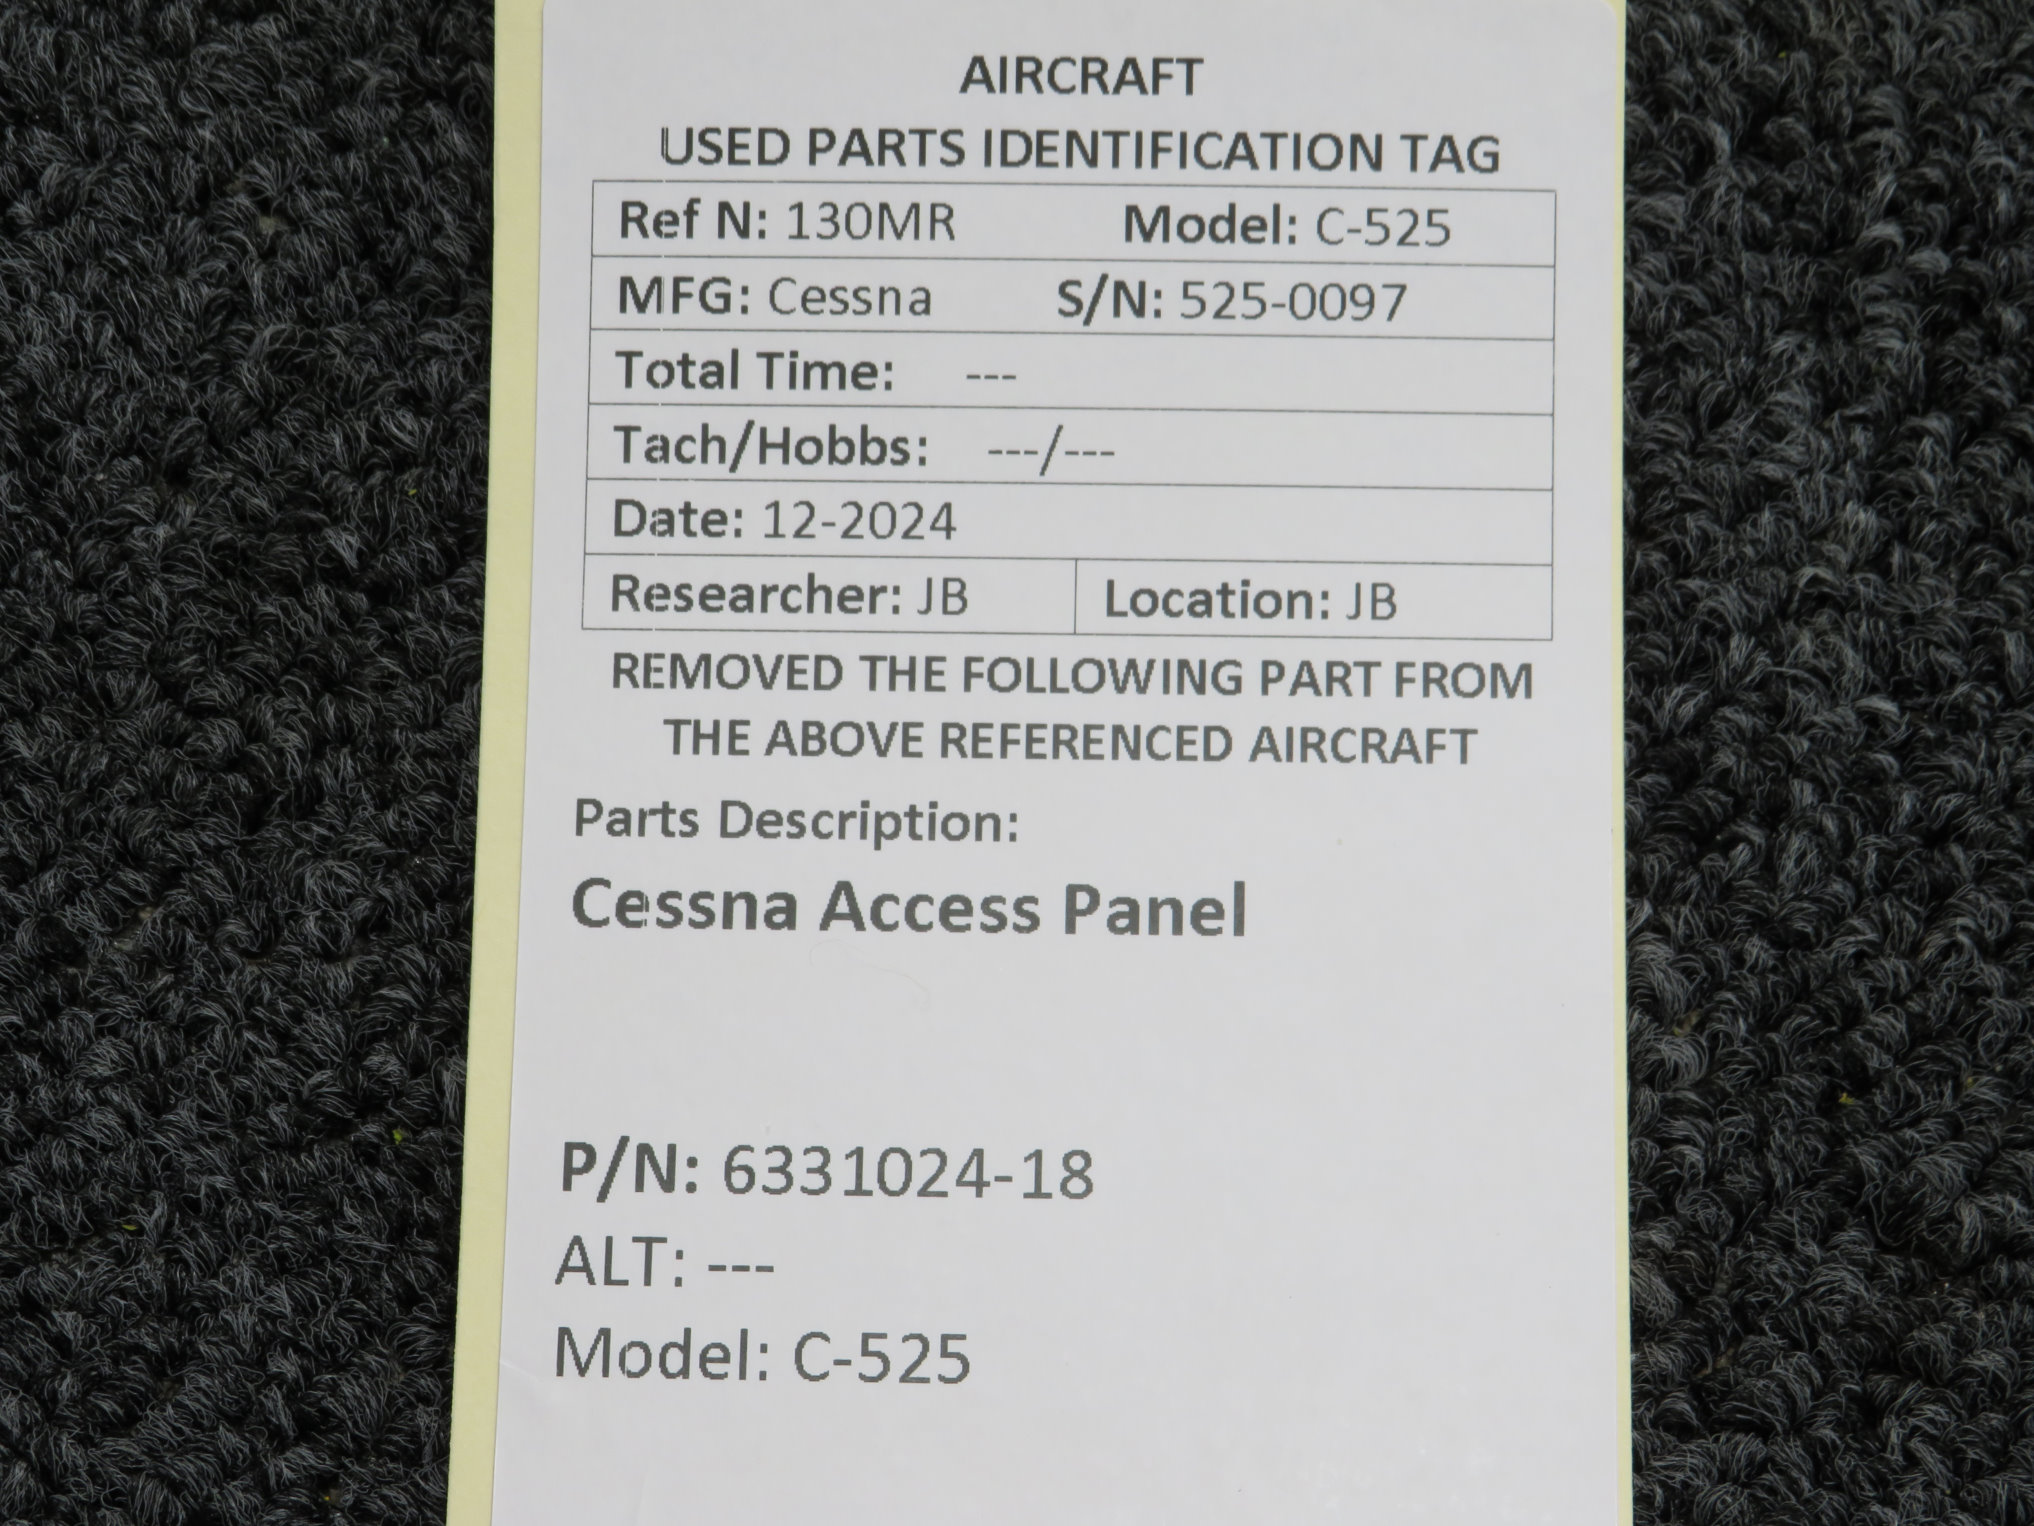 AIRCRAFT
USED PARTS IDENTIFICATION TAG
Ref N: 130MR Model: C-525
MFG: Cessna S/N: 525-0097
Total Time: ---
Tach/Hobbs: ---/---
Date: 12-2024
Researcher: JB Location: JB
REMOVED THE FOLLOWING PART FROM
THE ABOVE REFERENCED AIRCRAFT
Parts Description:
Cessna Access Panel
P/N: 6331024-18
ALT: ---
Model: C-525